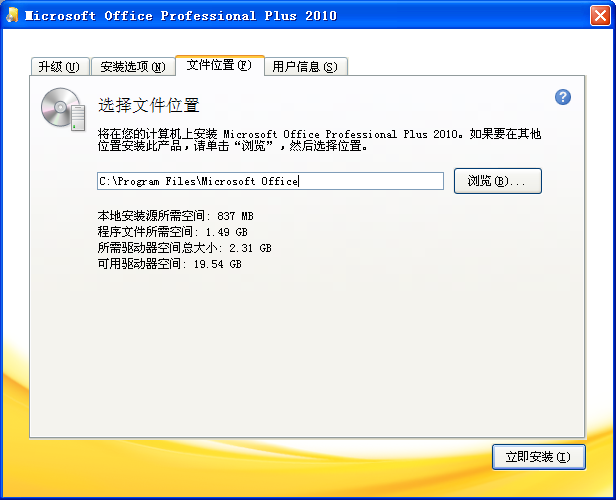 Microsoft Office Professional Plus 2010
升级(U) 安装选项(N) 文件位置(F) 用户信息(S)
选择文件位置
?
将在您的计算机上安装 Microsoft Office Professional Plus 2010。如果要在其他
位置安装此产品，请单击“浏览”，然后选择位置。
C:\Program Files\Microsoft Office
浏览(B)...
本地安装源所需空间: 837 MB
程序文件所需空间: 1.49 GB
所需驱动器空间总大小: 2.31 GB
可用驱动器空间: 19.54 GB
立即安装(I)